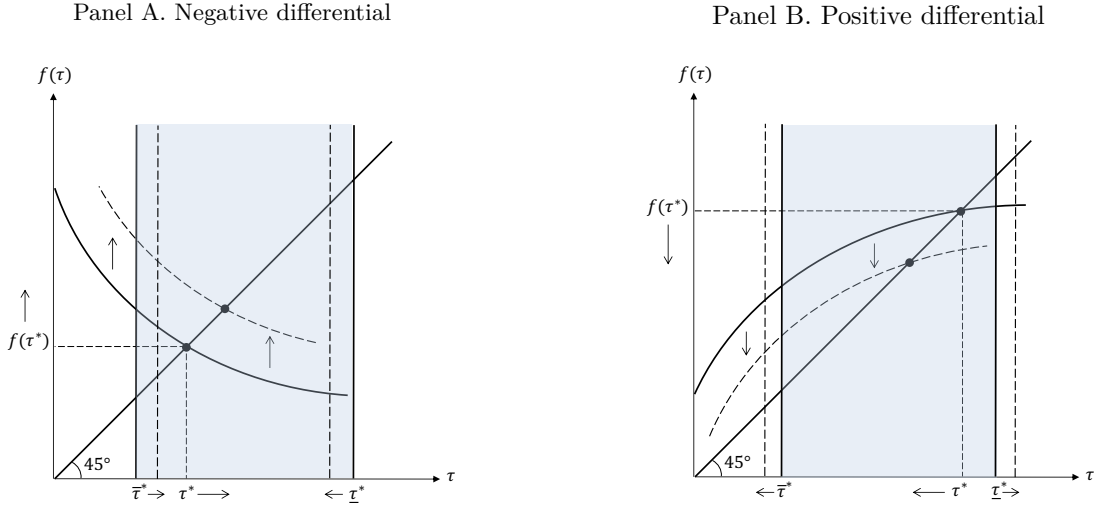 Panel A. Negative differential
f(τ)
f(τ*)
45°
τ̅*
τ*
τ̲*
τ
Panel B. Positive differential
f(τ)
f(τ*)
45°
τ̅*
τ*
τ̲*
τ